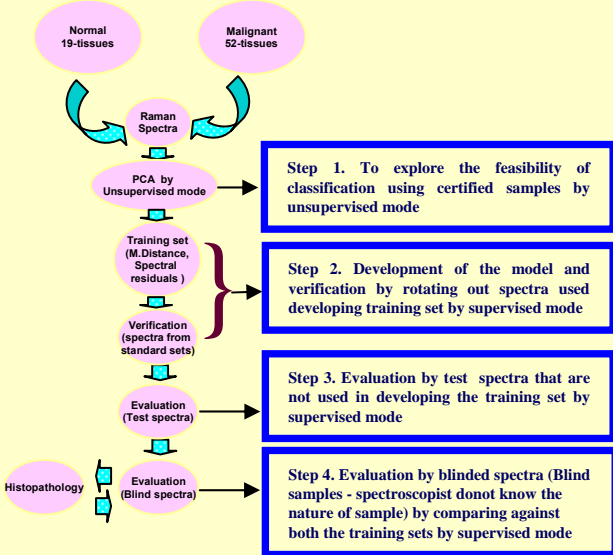 Normal
19-tissues
Malignant
52-tissues
Raman
Spectra
PCA by
Unsupervised mode
Step 1. To explore the feasibility of
classification using certified samples by
unsupervised mode
Training set
(M.Distance,
Spectral
residuals )
Verification
(spectra from
standard sets)
Step 2. Development of the model and
verification by rotating out spectra used
developing training set by supervised mode
Evaluation
(Test spectra)
Step 3. Evaluation by test spectra that are
not used in developing the training set by
supervised mode
Histopathology
Evaluation
(Blind spectra)
Step 4. Evaluation by blinded spectra (Blind
samples - spectroscopist donot know the
nature of sample) by comparing against
both the training sets by supervised mode